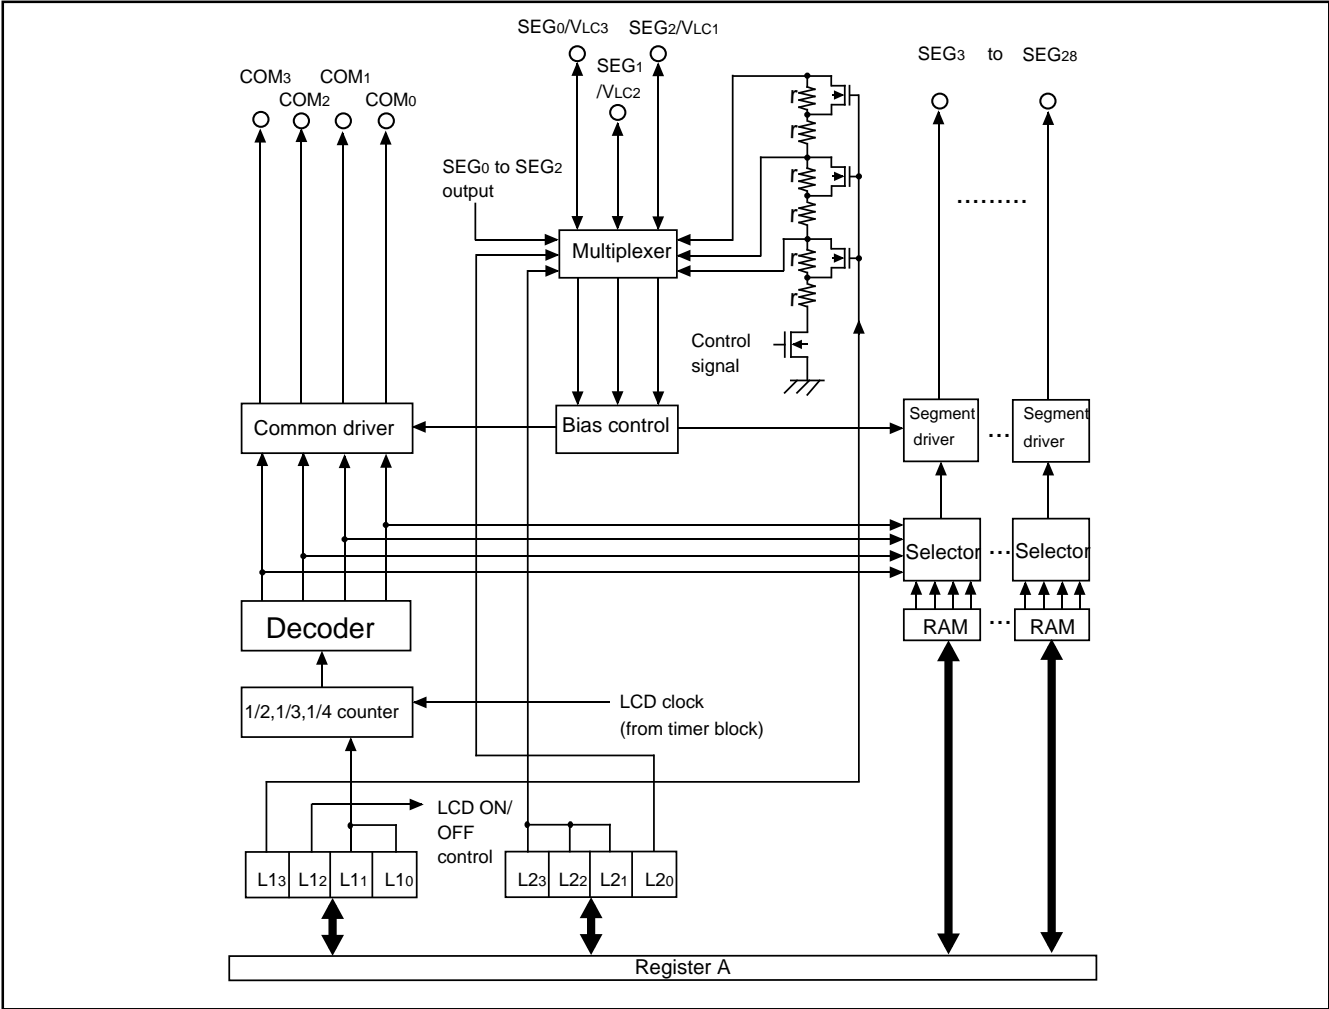 SEG0/VLC3 SEG2/VLC1
SEG3 to SEG28
SEG1
/VLC2
COM3 COM1
COM2 COM0
r
r
SEG0 to SEG2
output
r
r
.........
Multiplexer
r
r
Control
signal
Common driver
Bias control
Segment
driver
...
Segment
driver
Selector
...
Selector
Decoder
RAM
...
RAM
1/2,1/3,1/4 counter
LCD clock
(from timer block)
LCD ON/
OFF
control
L13 L12 L11 L10
L23 L22 L21 L20
Register A